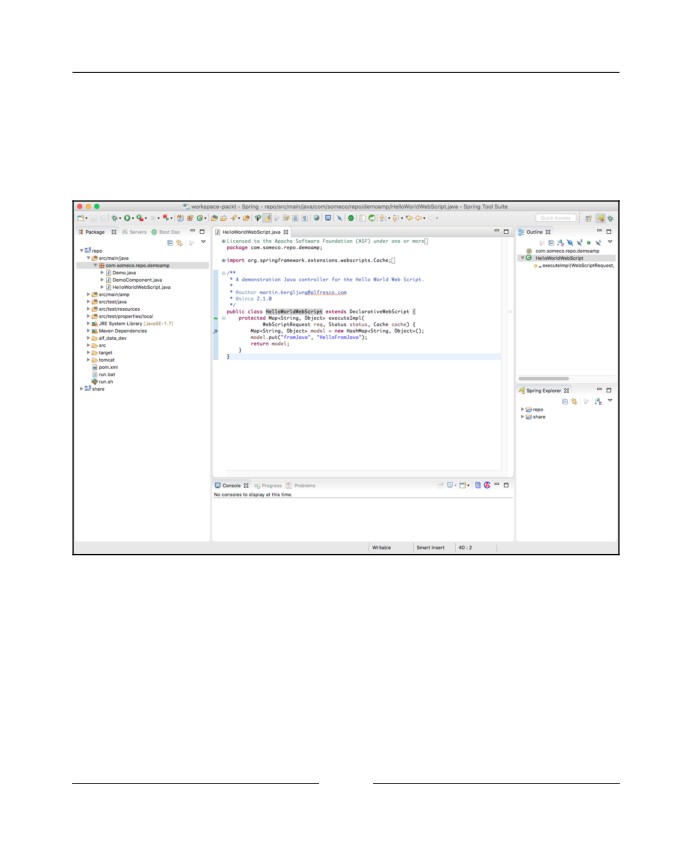 workspace-packt - Spring - repo/src/main/java/com/someco/repo/demoamp/HelloWorldWebScript.java - Spring Tool Suite
Quick Access
Package
Servers
Boot Das
repo
src/main/java
com.someco.repo.demoamp
Demo.java
DemoComponent.java
HelloWorldWebScript.java
src/main/amp
src/test/java
src/test/resources
src/test/properties/local
JRE System Library [JavaSE-1.7]
Maven Dependencies
alf_data_dev
src
target
tomcat
pom.xml
run.bat
run.sh
share
HelloWorldWebScript.java
Licensed to the Apache Software Foundation (ASF) under one or more
package com.someco.repo.demoamp;
import org.springframework.extensions.webscripts.Cache;
/**
* A demonstration Java controller for the Hello World Web Script.
*
* @author martin.bergljung@alfresco.com
* @since 2.1.0
*/
public class HelloWorldWebScript extends DeclarativeWebScript {
protected Map<String, Object> executeImpl(
WebScriptRequest req, Status status, Cache cache) {
Map<String, Object> model = new HashMap<String, Object>();
model.put("fromJava", "HelloFromJava");
return model;
}
}
Outline
com.someco.repo.demoamp
HelloWorldWebScript
executeImpl(WebScriptRequest,
Spring Explorer
repo
share
Console
Progress
Problems
No consoles to display at this time.
Writable
Smart Insert
40 : 2